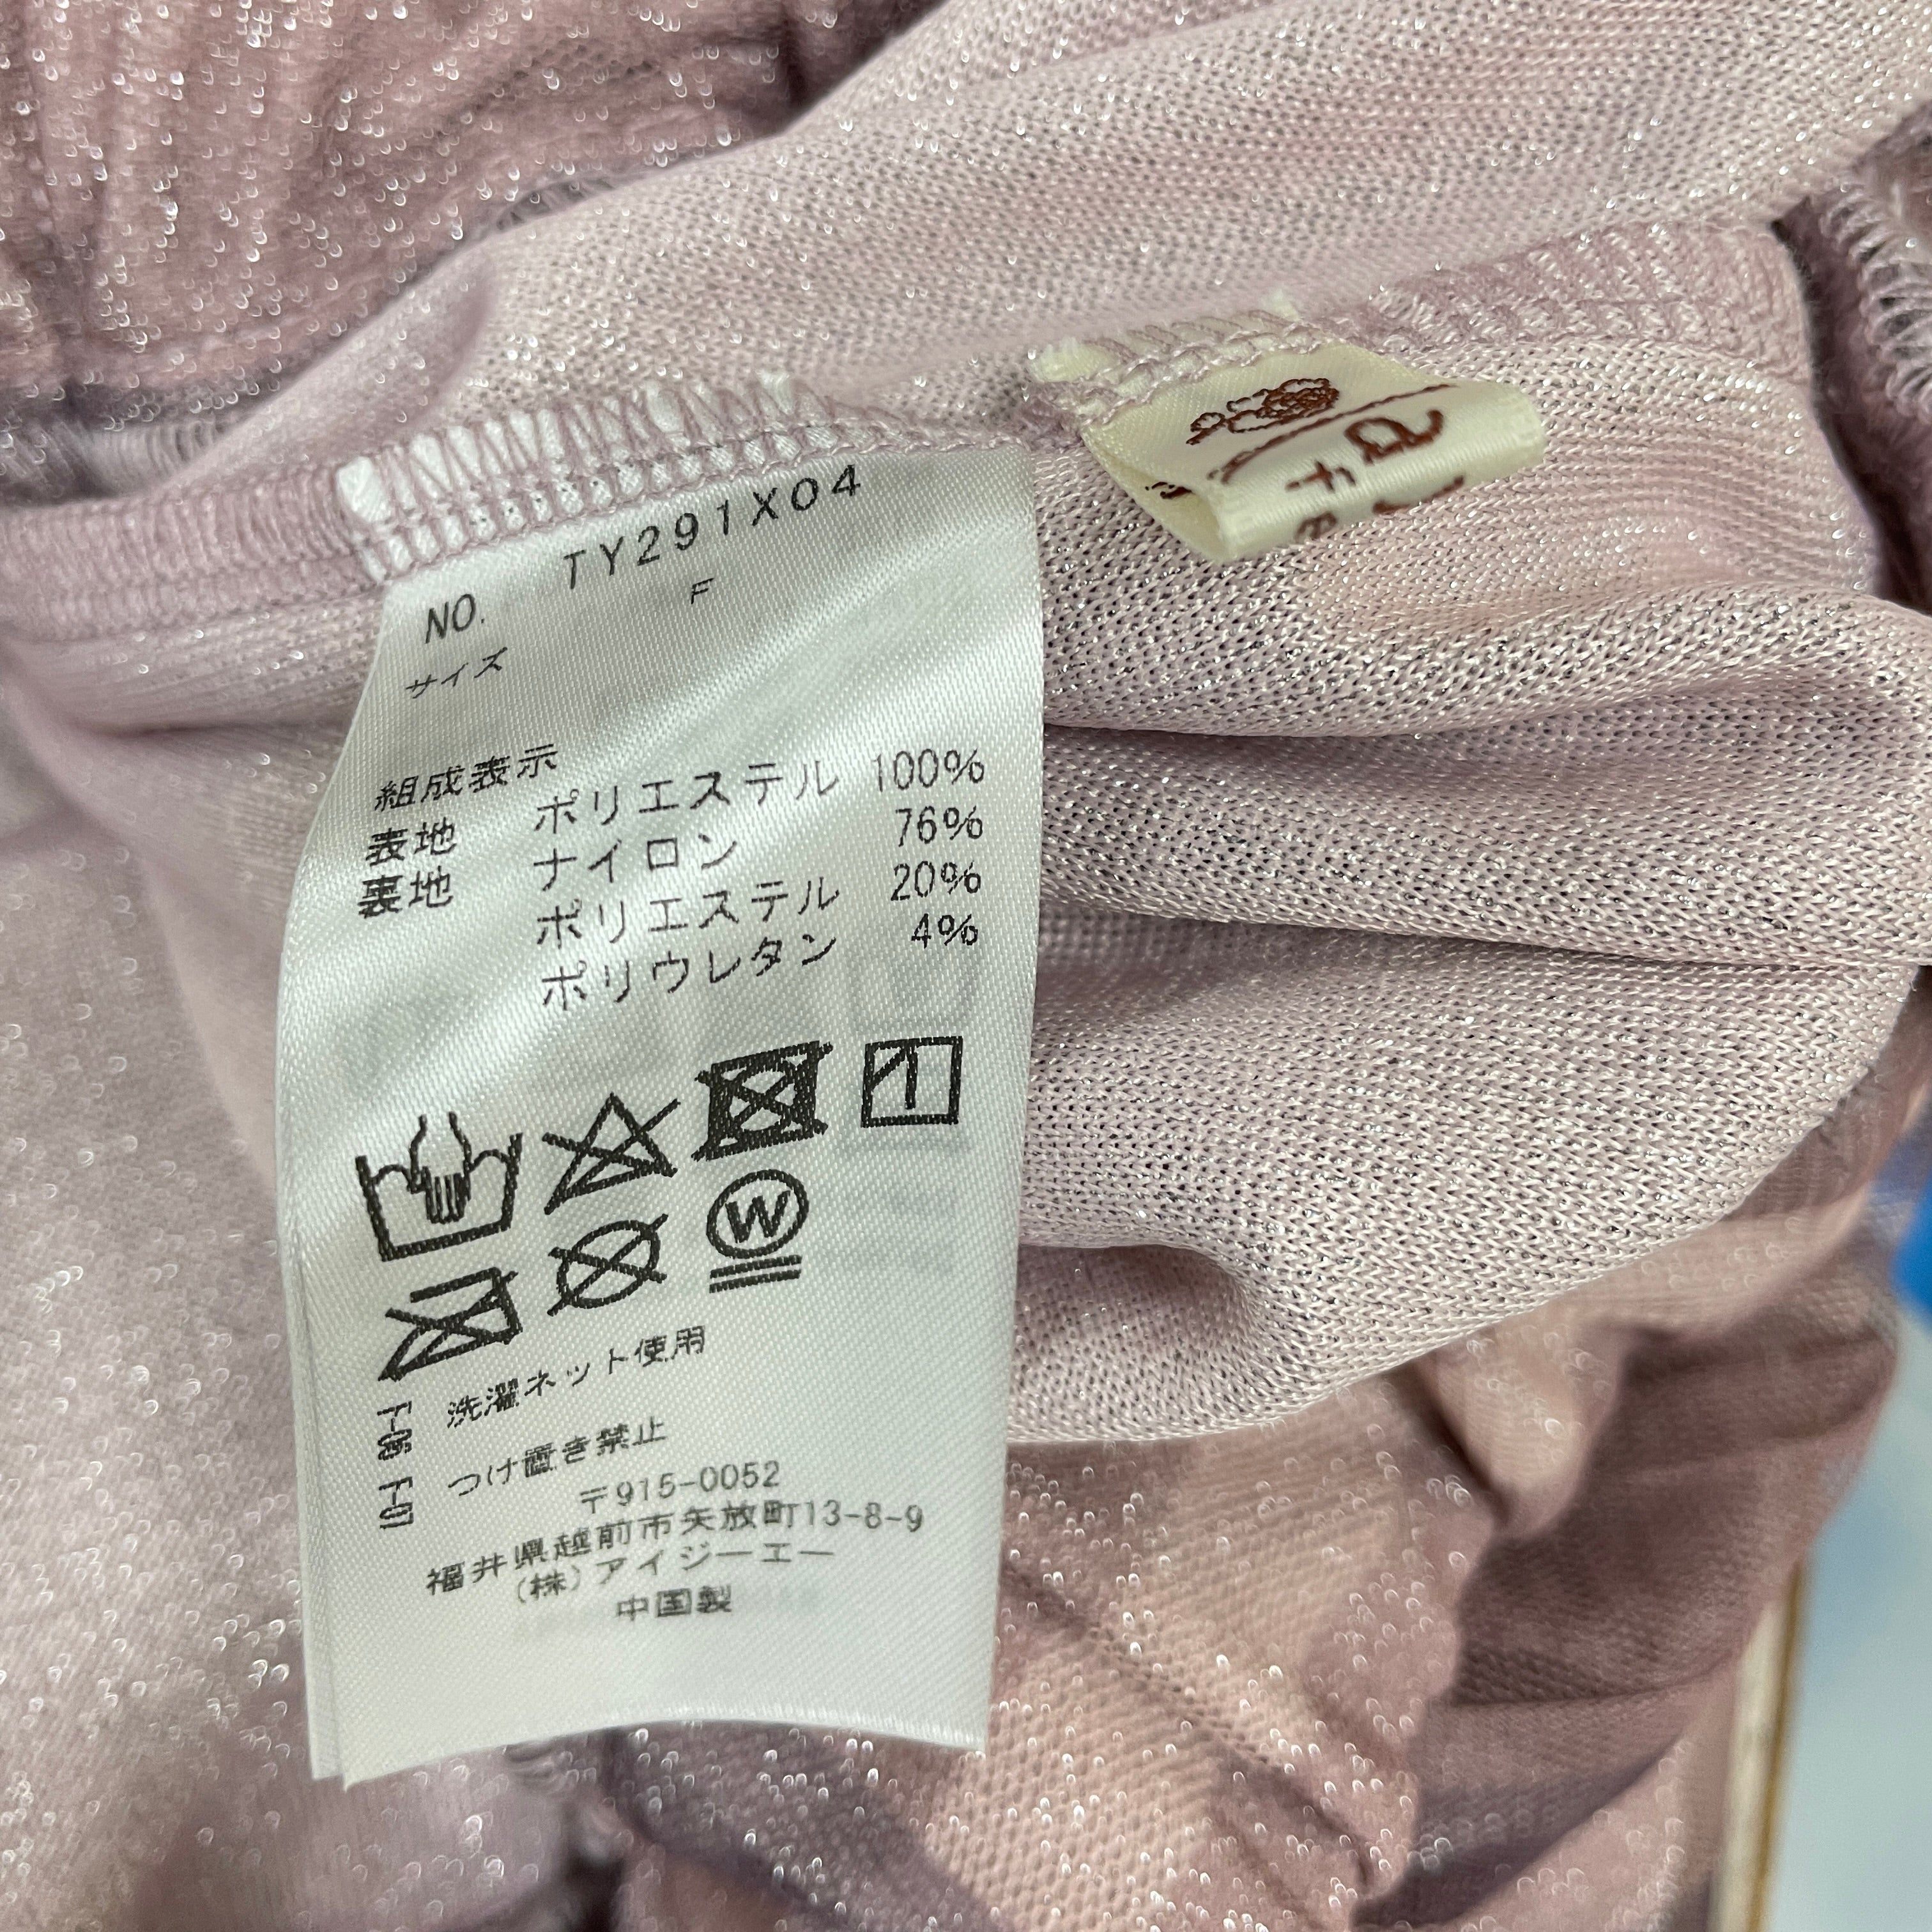 NO. TY291X04
サイズ F
組成表示
表地 ポリエステル 100%
裏地 ナイロン 76%
ポリエステル 20%
ポリウレタン 4%
W
洗濯ネット使用
つけ置き禁止
F-06 F-07
〒915-0052
福井県越前市矢放町13-8-9
(株)アイジーエー
中国製